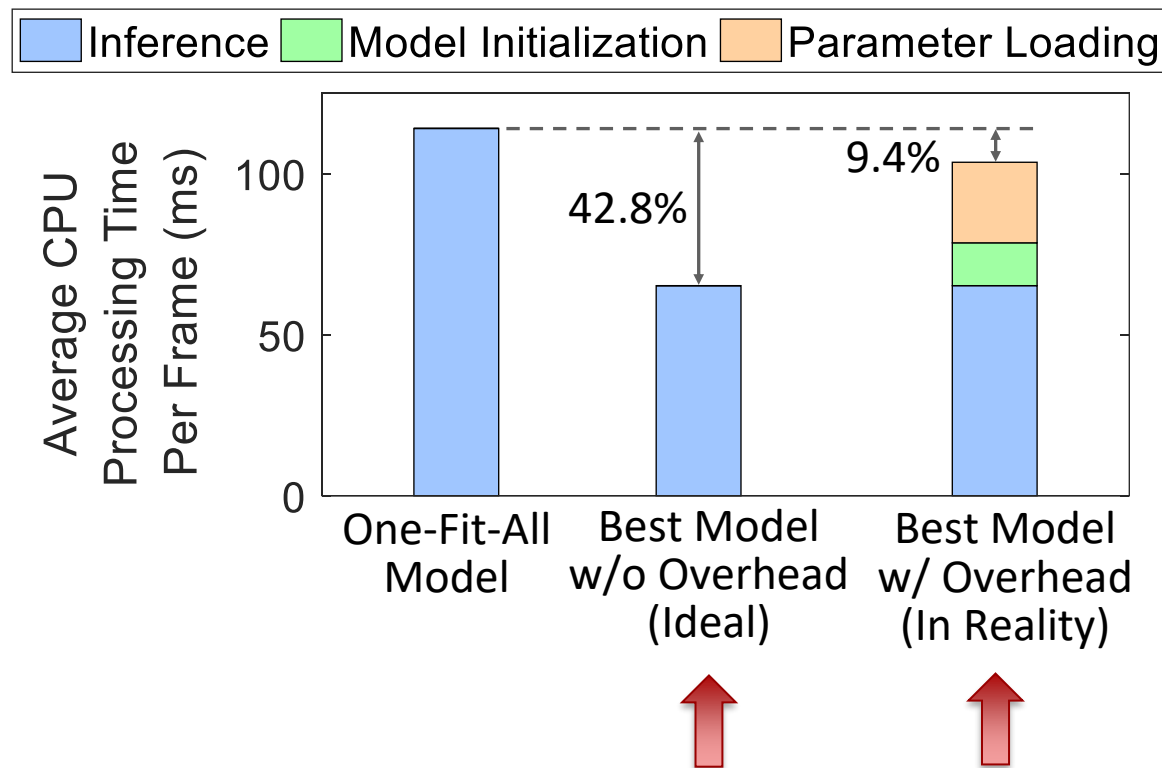 Inference Model Initialization Parameter Loading
Average CPU
Processing Time
Per Frame (ms)
100
50
0
42.8%
9.4%
One-Fit-All
Model
Best Model
w/o Overhead
(Ideal)
Best Model
w/ Overhead
(In Reality)